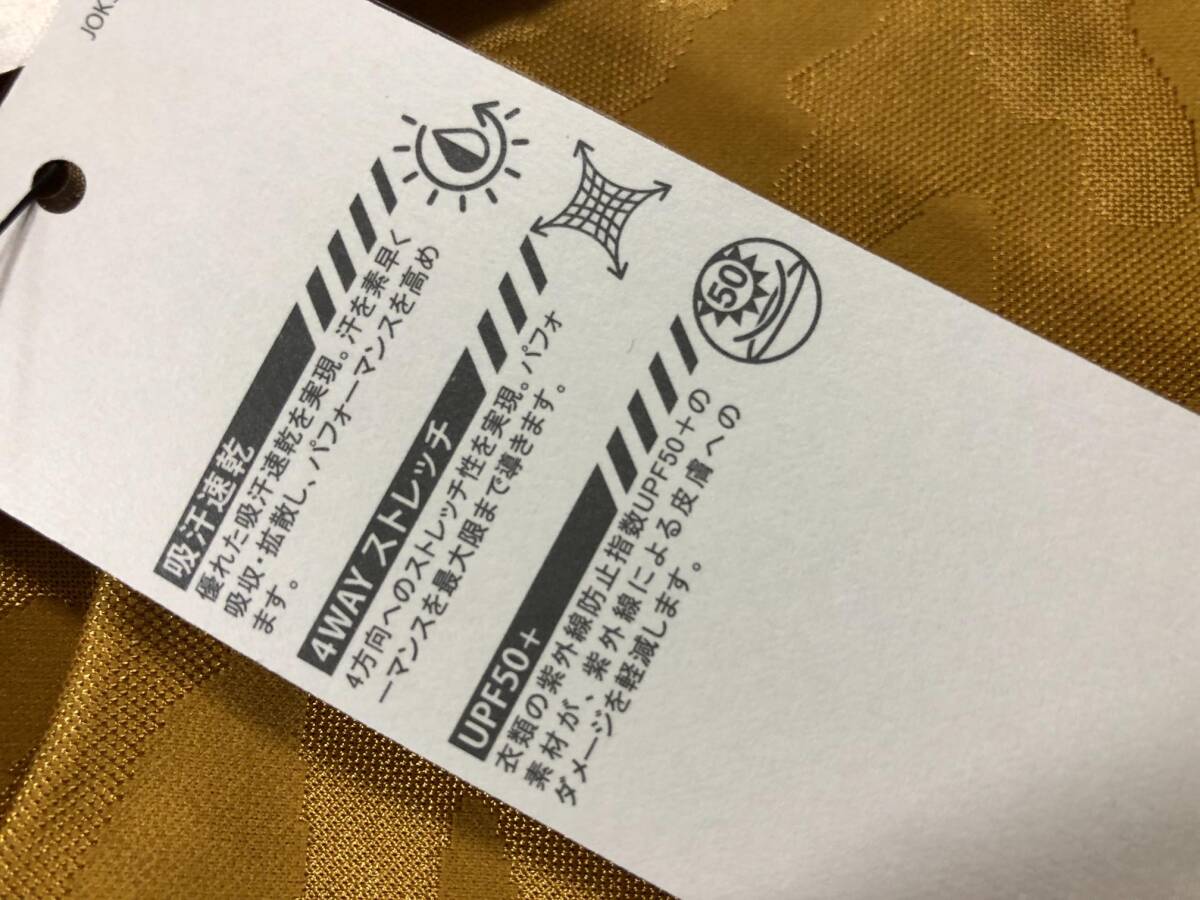 JOK
吸汗速乾
優れた吸汗速乾を実現。汗を素早く
吸収・拡散し、パフォーマンスを高め
ます。
4WAYストレッチ
4方向へのストレッチ性を実現。パフォ
ーマンスを最大限まで導きます。
50
UPF50+
衣類の紫外線防止指数UPF50+の
素材が、紫外線による皮膚への
ダメージを軽減します。